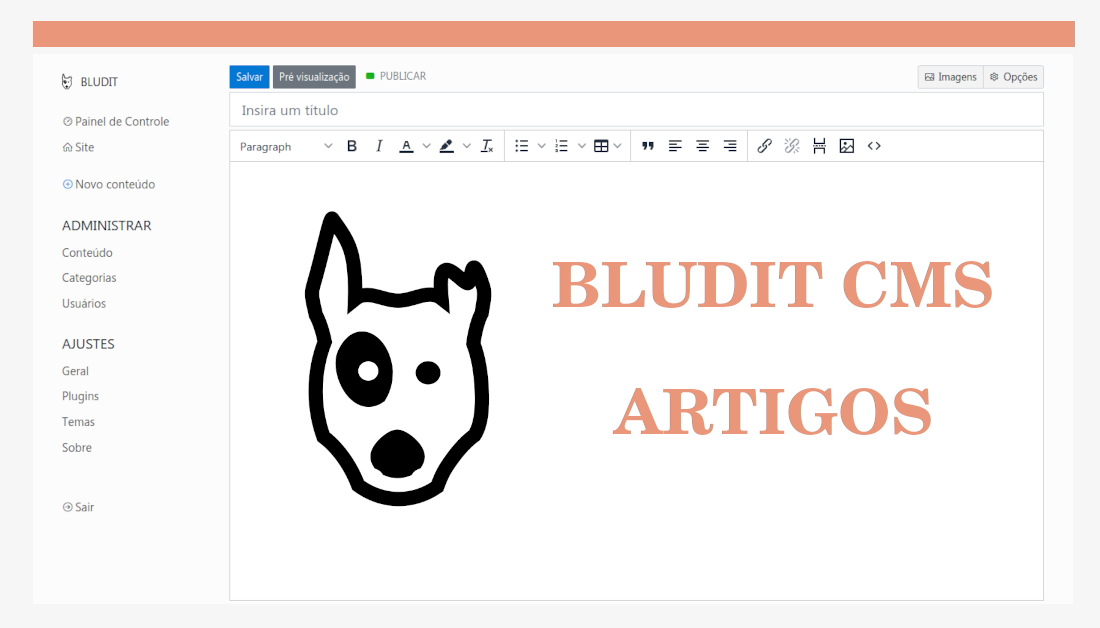 BLUDIT
Painel de Controle
Site
Novo conteúdo
ADMINISTRAR
Conteúdo
Categorias
Usuários
AJUSTES
Geral
Plugins
Temas
Sobre
Sair
Salvar Pré visualização PUBLICAR Imagens Opções
Insira um título
Paragraph B I A
BLUDIT CMS
ARTIGOS